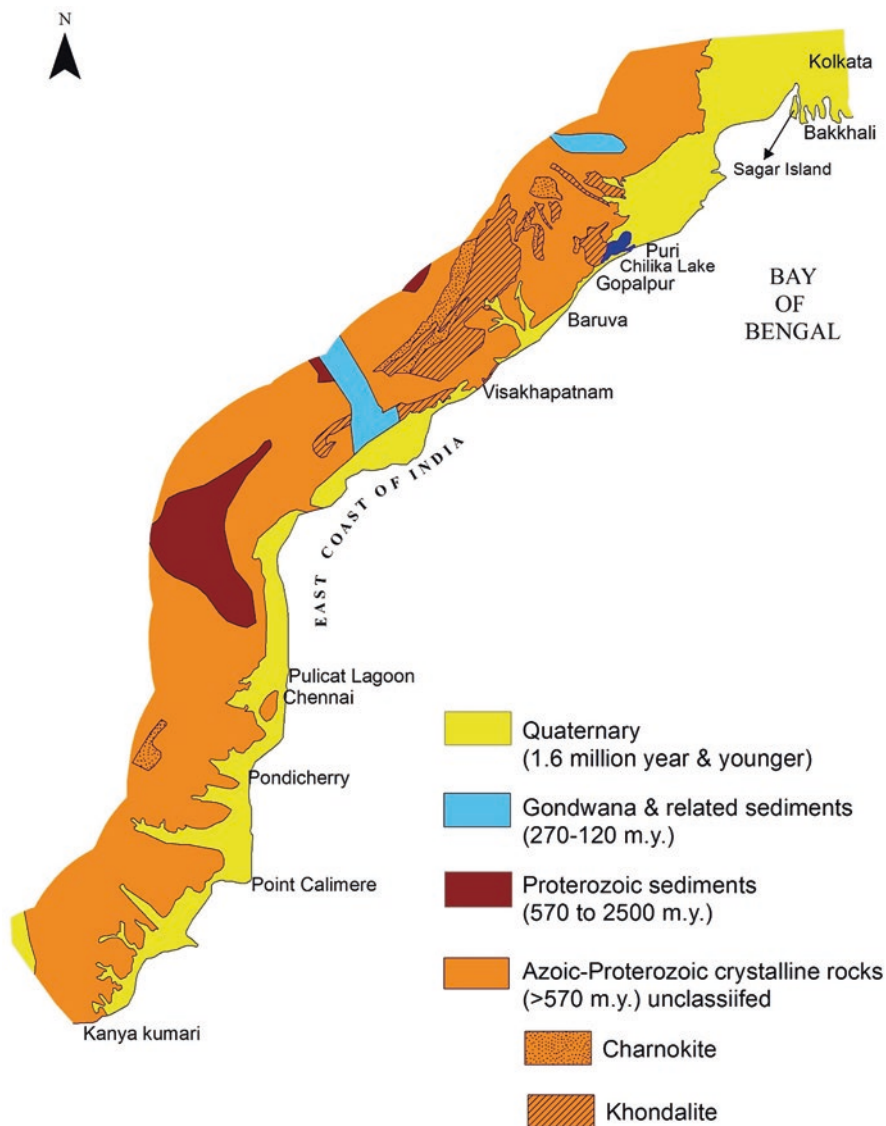 N
Kolkata
Bakkhali
Sagar Island
Puri
Chilika Lake
Gopalpur
BAY
OF
BENGAL
Baruva
Visakhapatnam
EAST COAST OF INDIA
Pulicat Lagoon
Chennai
Pondicherry
Point Calimere
Kanya kumari
Quaternary
(1.6 million year & younger)
Gondwana & related sediments
(270-120 m.y.)
Proterozoic sediments
(570 to 2500 m.y.)
Azoic-Proterozoic crystalline rocks
(>570 m.y.) unclassiifed
Charnokite
Khondalite